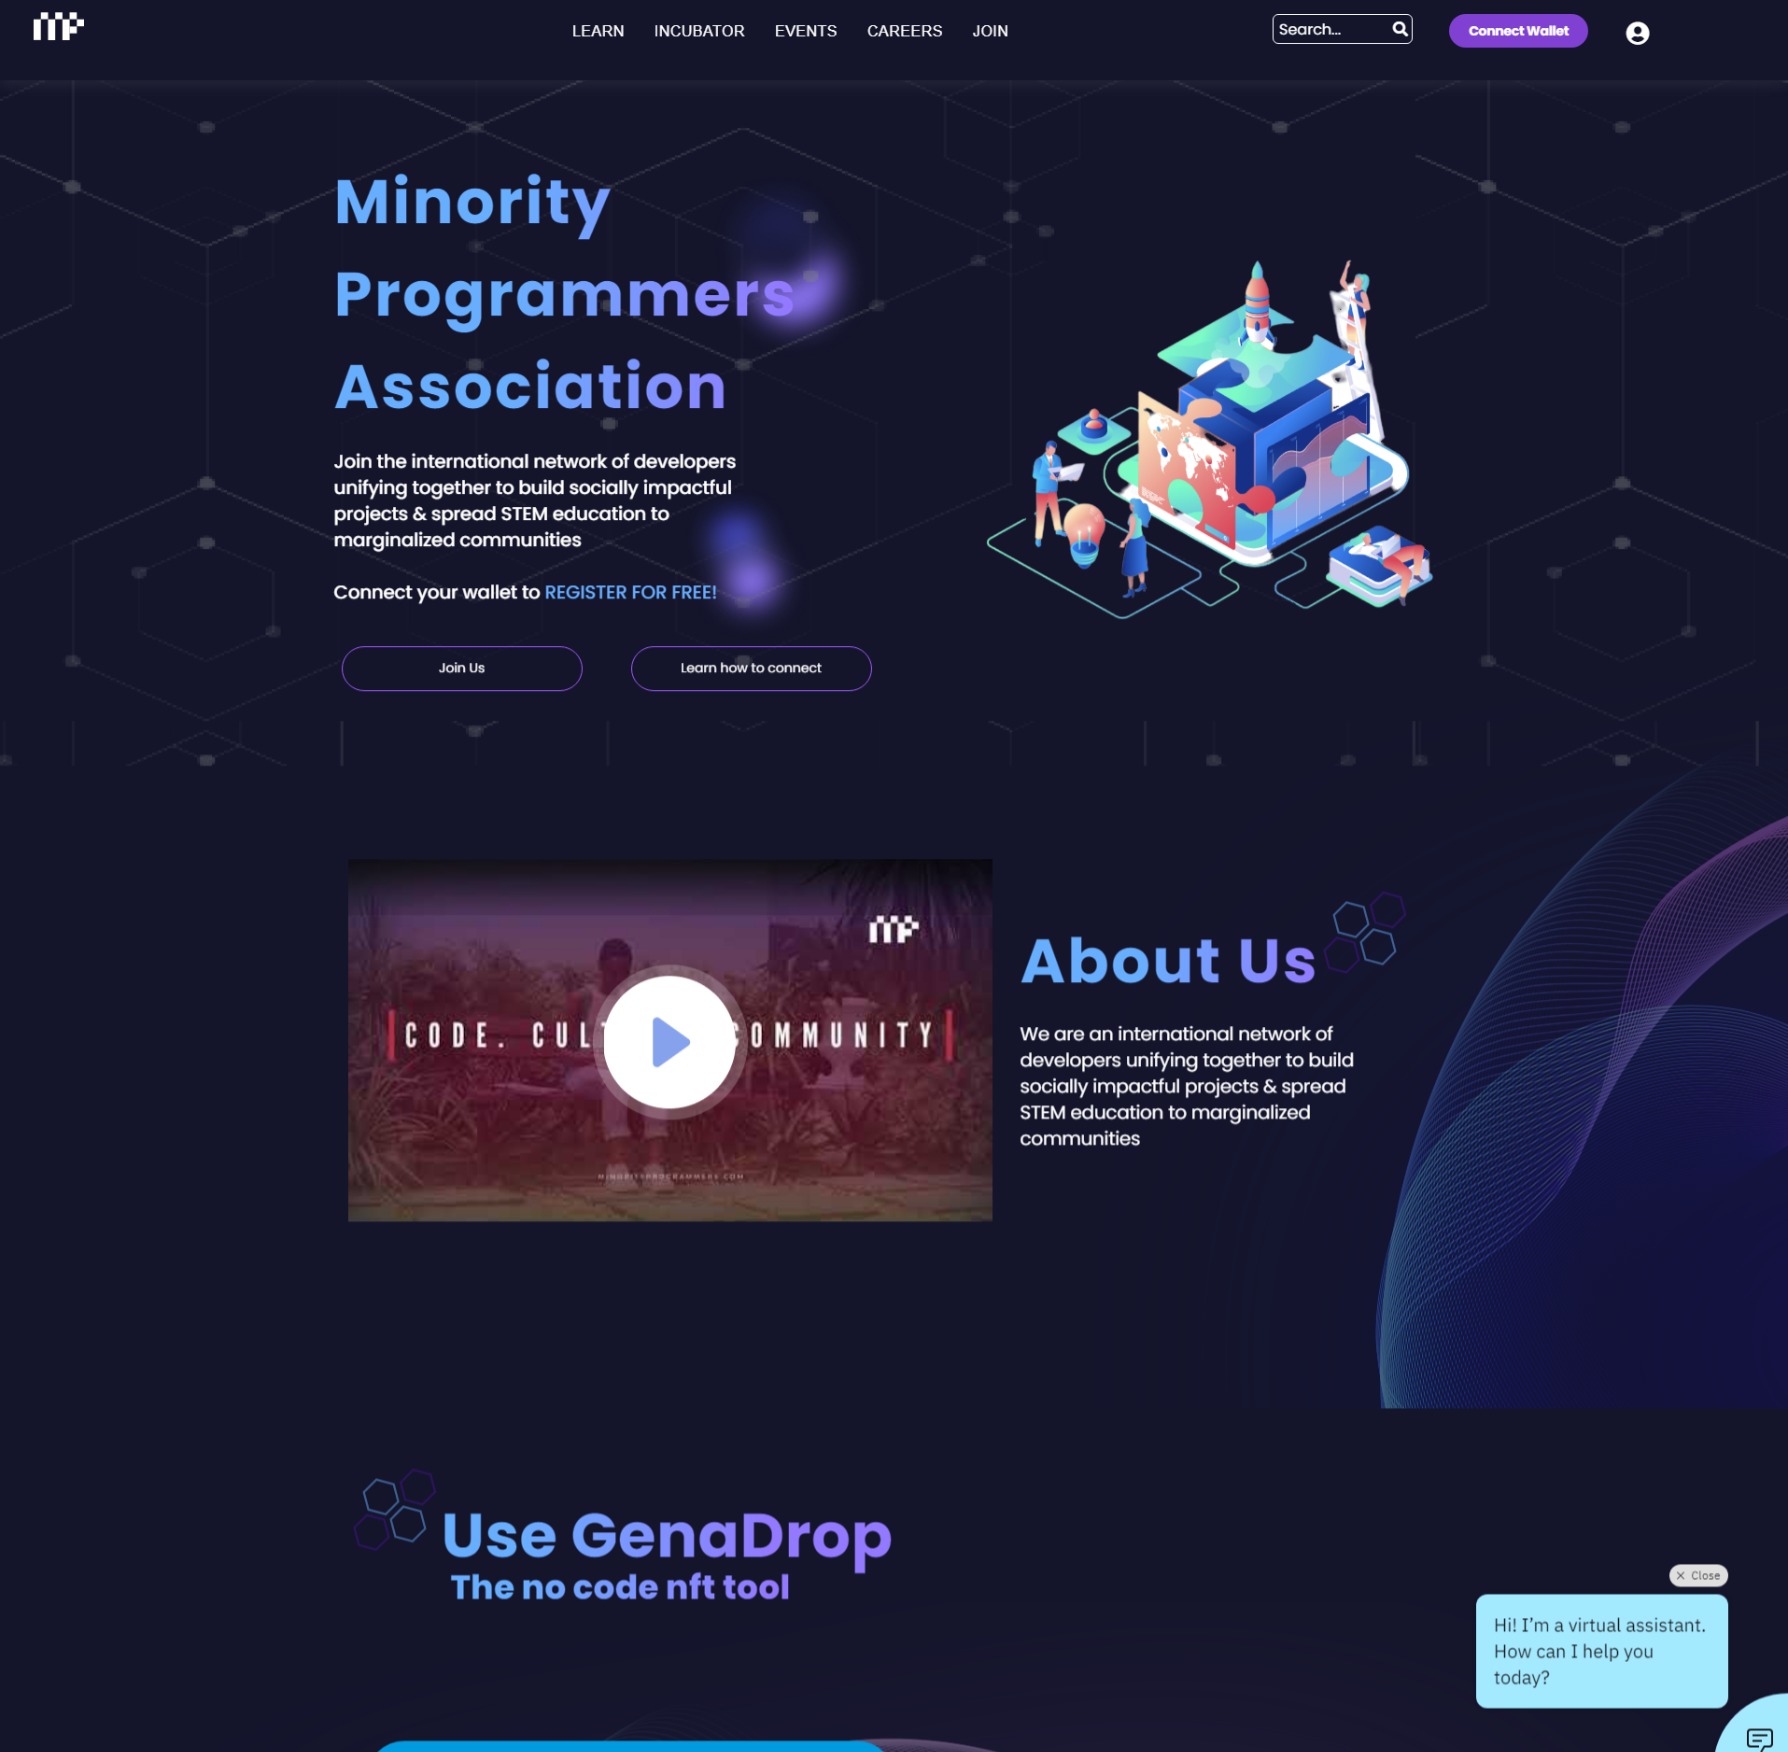 LEARN INCUBATOR EVENTS CAREERS JOIN Search... Connect Wallet
Minority
Programmers
Association
Join the international network of developers
unifying together to build socially impactful
projects & spread STEM education to
marginalized communities
Connect your wallet to REGISTER FOR FREE!
Join Us Learn how to connect
MP
CODE. CUL OMMUNITY
MINORITYPROGRAMMERS.COM
About Us
We are an international network of
developers unifying together to build
socially impactful projects & spread
STEM education to marginalized
communities
Use GenaDrop
The no code nft tool
× Close
Hi! I'm a virtual assistant.
How can I help you
today?